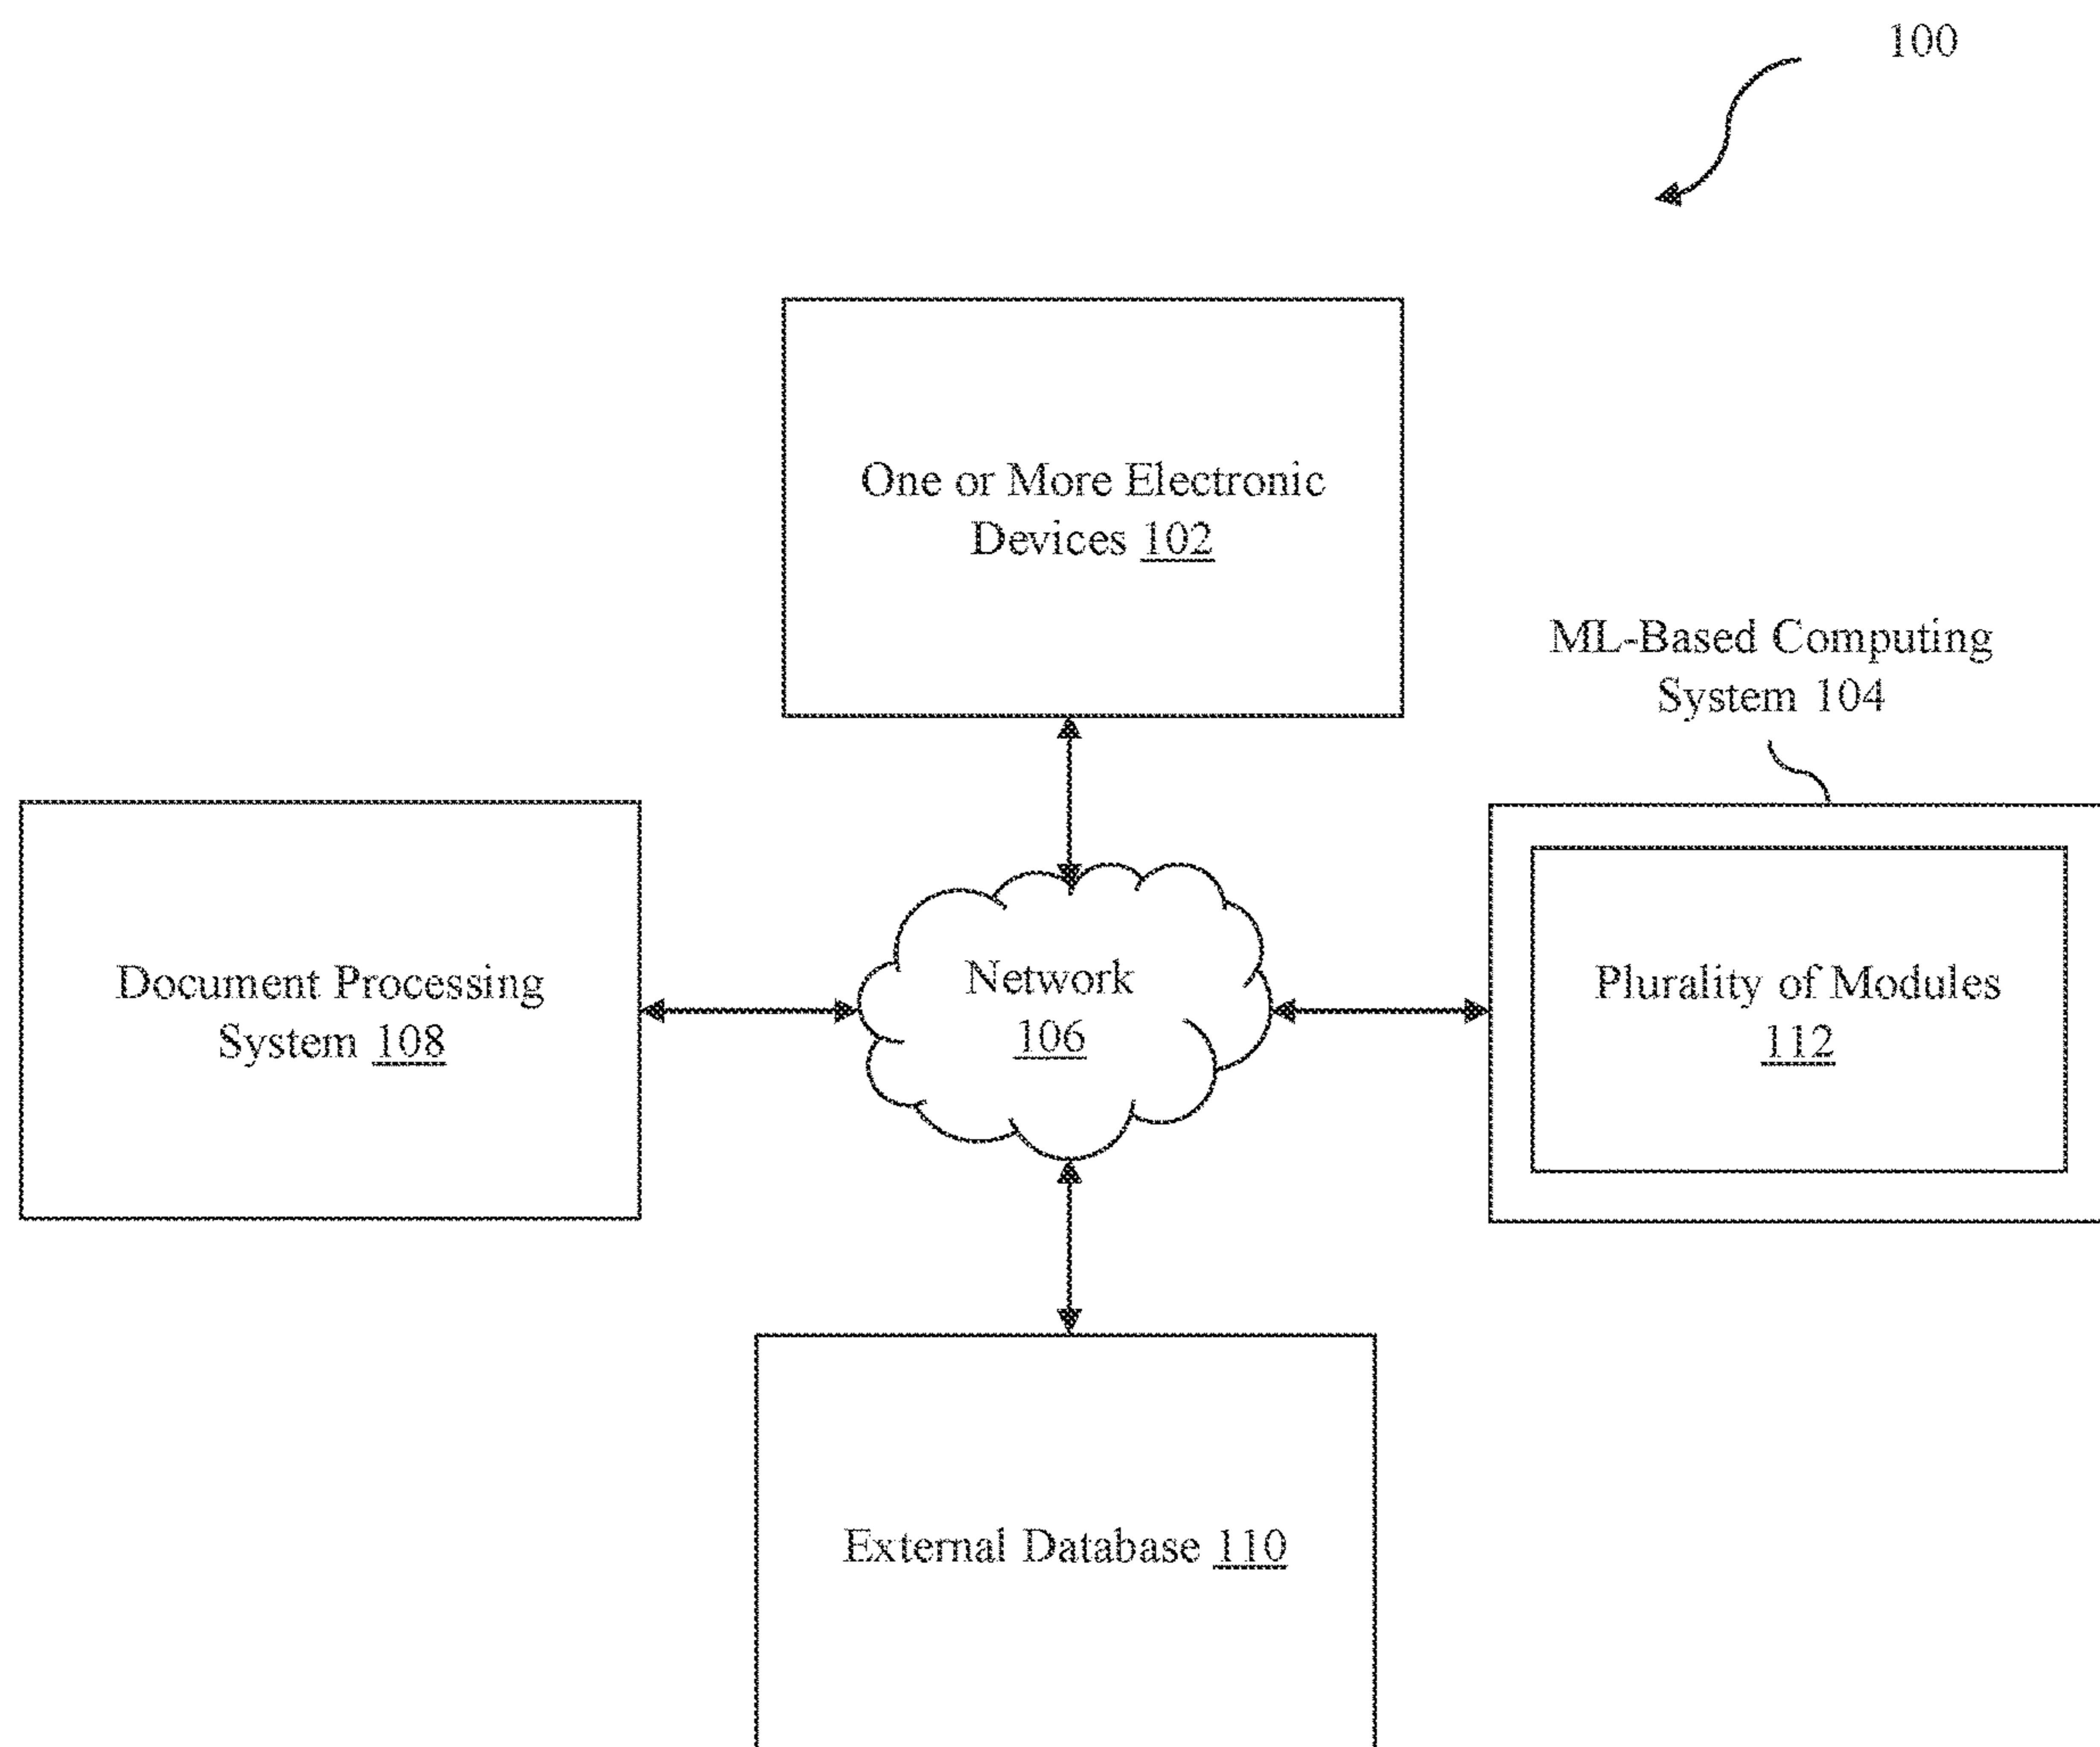 100
One or More Electronic
Devices 102
ML-Based Computing
System 104
Document Processing
System 108
Network
106
Plurality of Modules
112
External Database 110